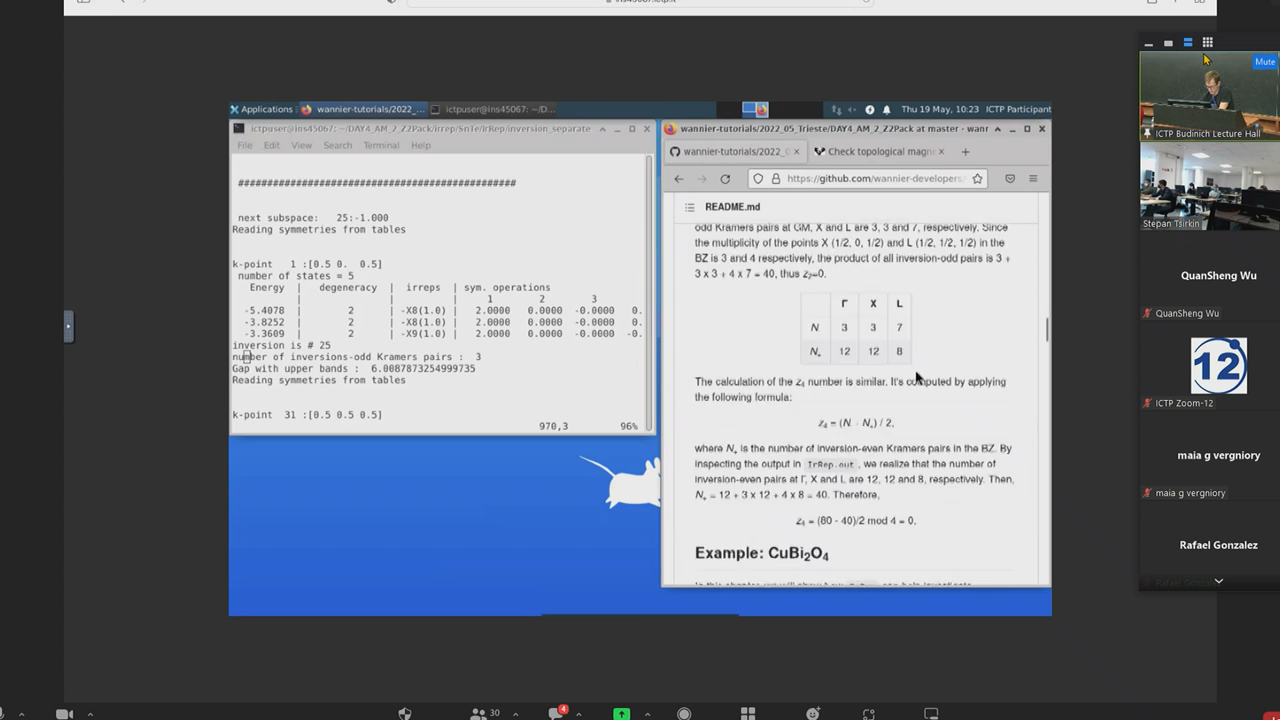 Mute
ICTP Budinich Lecture Hall
Stepan Tsirkin
QuanSheng Wu
QuanSheng Wu
12
ICTP Zoom-12
maia g vergniory
maia g vergniory
Rafael Gonzalez
Applications
wannier-tutorials/2022_...
ictpuser@ins45067: ~/D...
Thu 19 May, 10:23
ICTP Participant
ictpuser@ins45067: ~/DAY4_AM_2_Z2Pack/irrep/SnTe/IrRep/inversion_separate
File Edit View Search Terminal Help
################################################
next subspace: 25:-1.000
Reading symmetries from tables
k-point 1 :[0.5 0. 0.5]
number of states = 5
Energy | degeneracy | irreps | sym. operations
| | | 1 2 3
-5.4078 | 2 | -X8(1.0) | 2.0000 0.0000 -0.0000 0.
-3.8252 | 2 | -X8(1.0) | 2.0000 0.0000 -0.0000 0.
-3.3609 | 2 | -X9(1.0) | 2.0000 0.0000 -0.0000 -0.
inversion is # 25
number of inversions-odd Kramers pairs : 3
Gap with upper bands : 6.0087873254999735
Reading symmetries from tables
k-point 31 :[0.5 0.5 0.5]
970,3 96%
wannier-tutorials/2022_05_Trieste/DAY4_AM_2_Z2Pack at master · wanr
wannier-tutorials/2022_0
Check topological magne
https://github.com/wannier-developers/
README.md
odd Kramers pairs at GM, X and L are 3, 3 and 7, respectively. Since
the multiplicity of the points X (1/2, 0, 1/2) and L (1/2, 1/2, 1/2) in the
BZ is 3 and 4 respectively, the product of all inversion-odd pairs is 3 +
3 x 3 + 4 x 7 = 40, thus z₂=0.
Γ X L
N 3 3 7
N₊ 12 12 8
The calculation of the z₄ number is similar. It's computed by applying
the following formula:
z₄ = (N - N₊) / 2,
where N₊ is the number of inversion-even Kramers pairs in the BZ. By
inspecting the output in IrRep.out, we realize that the number of
inversion-even pairs at Γ, X and L are 12, 12 and 8, respectively. Then,
N₊ = 12 + 3 x 12 + 4 x 8 = 40. Therefore,
z₄ = (80 - 40)/2 mod 4 = 0.
Example: CuBi₂O₄
30
4